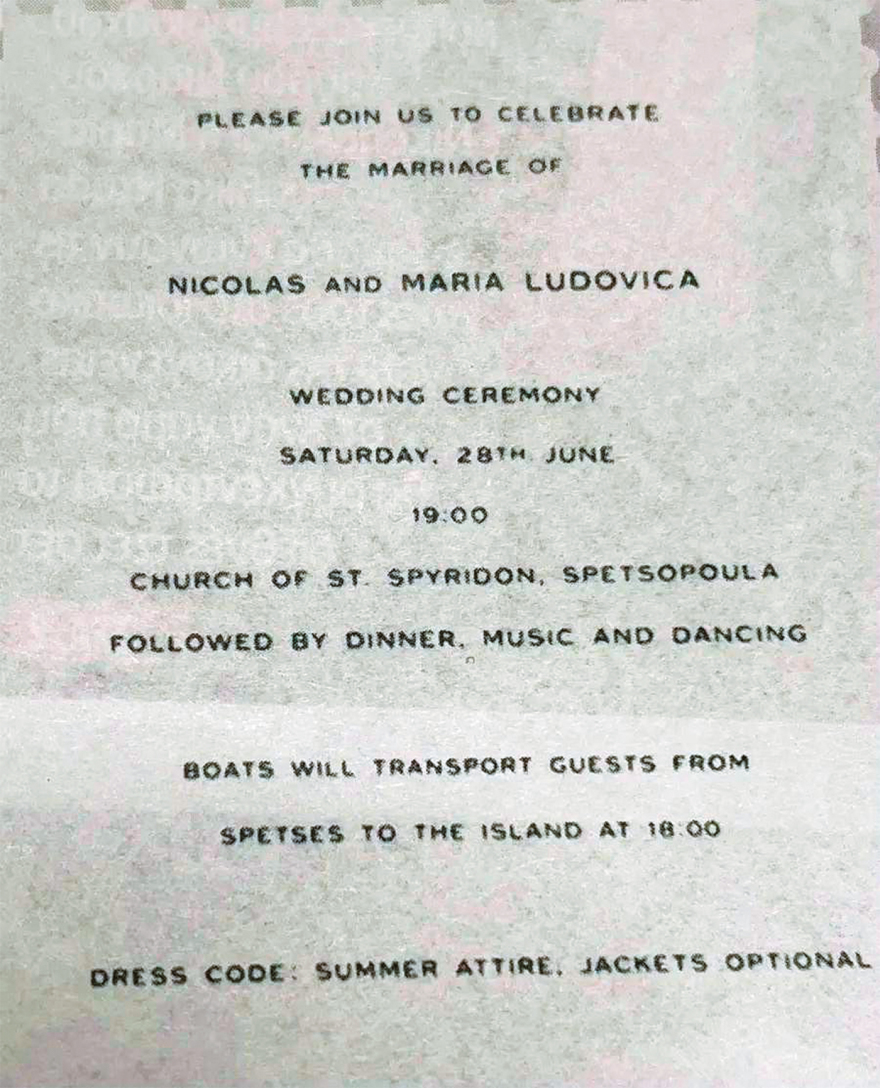 PLEASE JOIN US TO CELEBRATE
THE MARRIAGE OF
NICOLAS AND MARIA LUDOVICA
WEDDING CEREMONY
SATURDAY, 28TH JUNE
19:00
CHURCH OF ST. SPYRIDON, SPETSOPOULA
FOLLOWED BY DINNER, MUSIC AND DANCING
BOATS WILL TRANSPORT GUESTS FROM
SPETSES TO THE ISLAND AT 18:00
DRESS CODE: SUMMER ATTIRE, JACKETS OPTIONAL